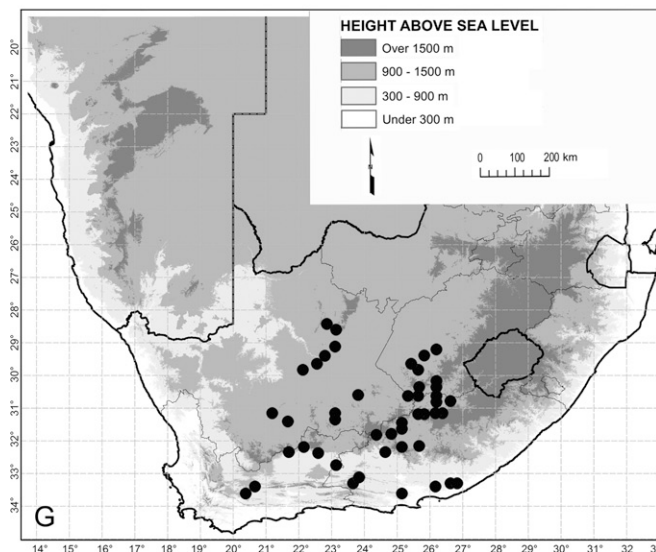 HEIGHT ABOVE SEA LEVEL
Over 1500 m
900 - 1500 m
300 - 900 m
Under 300 m
N
0 100 200 km
20°
21°
22°
23°
24°
25°
26°
27°
28°
29°
30°
31°
32°
33°
34°
G
14° 15° 16° 17° 18° 19° 20° 21° 22° 23° 24° 25° 26° 27° 28° 29° 30° 31° 32°